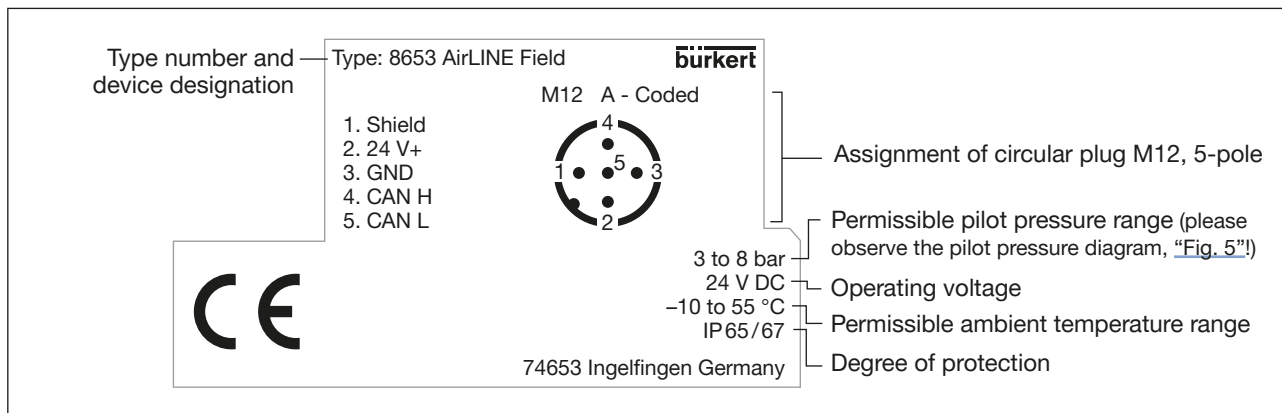 Type number and
device designation
Type: 8653 AirLINE Field
bürkert
M12 A - Coded
1. Shield
2. 24 V+
3. GND
4. CAN H
5. CAN L
4
1
5
3
2
Assignment of circular plug M12, 5-pole
3 to 8 bar
24 V DC
–10 to 55 °C
IP 65/67
74653 Ingelfingen Germany
Permissible pilot pressure range (please
observe the pilot pressure diagram, “Fig. 5”!)
Operating voltage
Permissible ambient temperature range
Degree of protection
CE